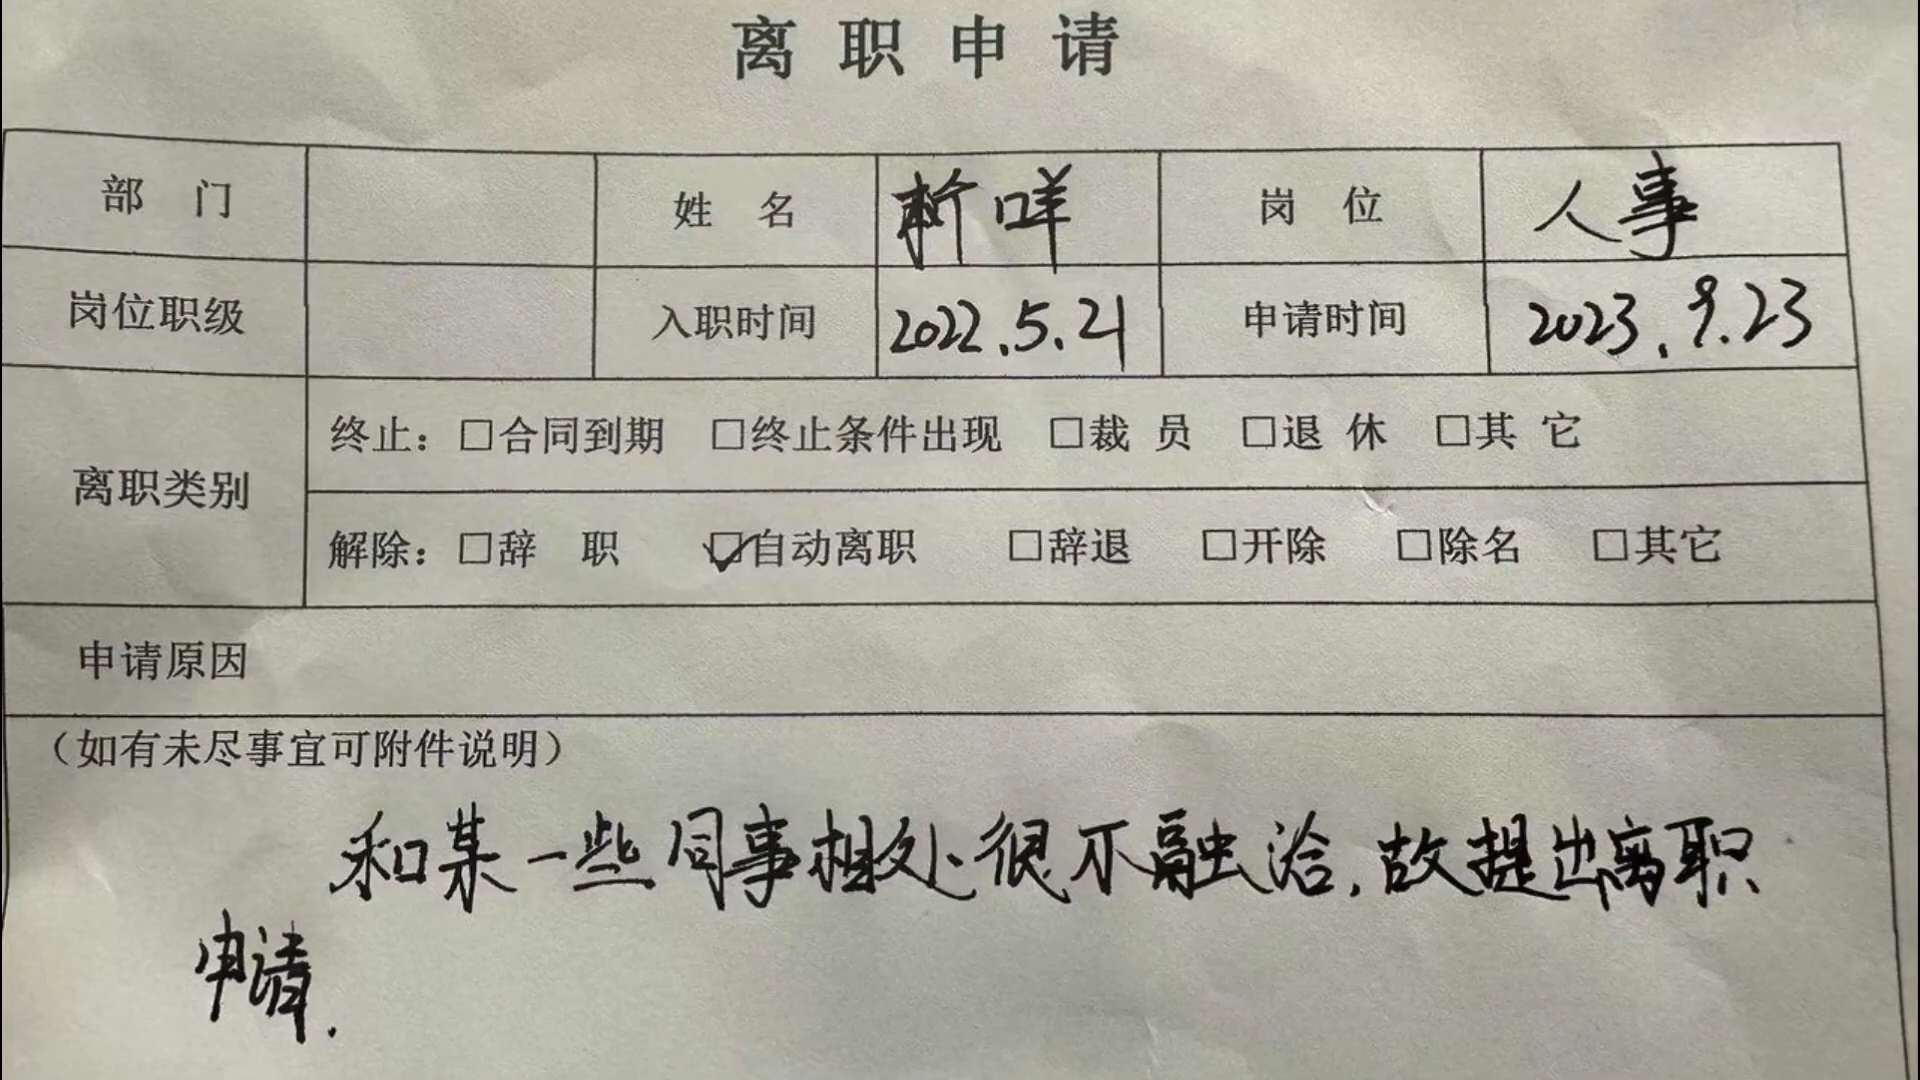 离职申请
部 门 姓 名 咩 岗 位 人事
岗位职级 入职时间 2022.5.21 申请时间 2023.9.23
离职类别
终止：□合同到期 □终止条件出现 □裁 员 □退 休 □其 它
解除：□辞 职 ☑自动离职 □辞退 □开除 □除名 □其它
申请原因
（如有未尽事宜可附件说明）
和某一些同事相处很不融洽，故提出离职
申请.